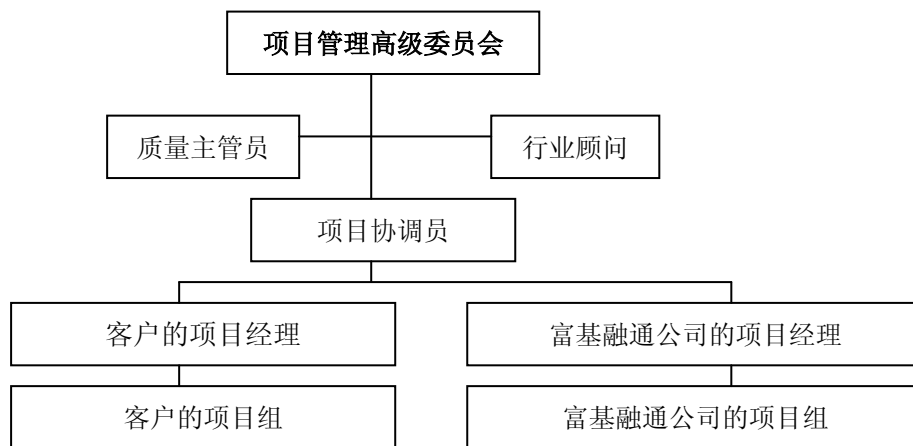 项目管理高级委员会
质量主管员
行业顾问
项目协调员
客户的项目经理
富基融通公司的项目经理
客户的项目组
富基融通公司的项目组